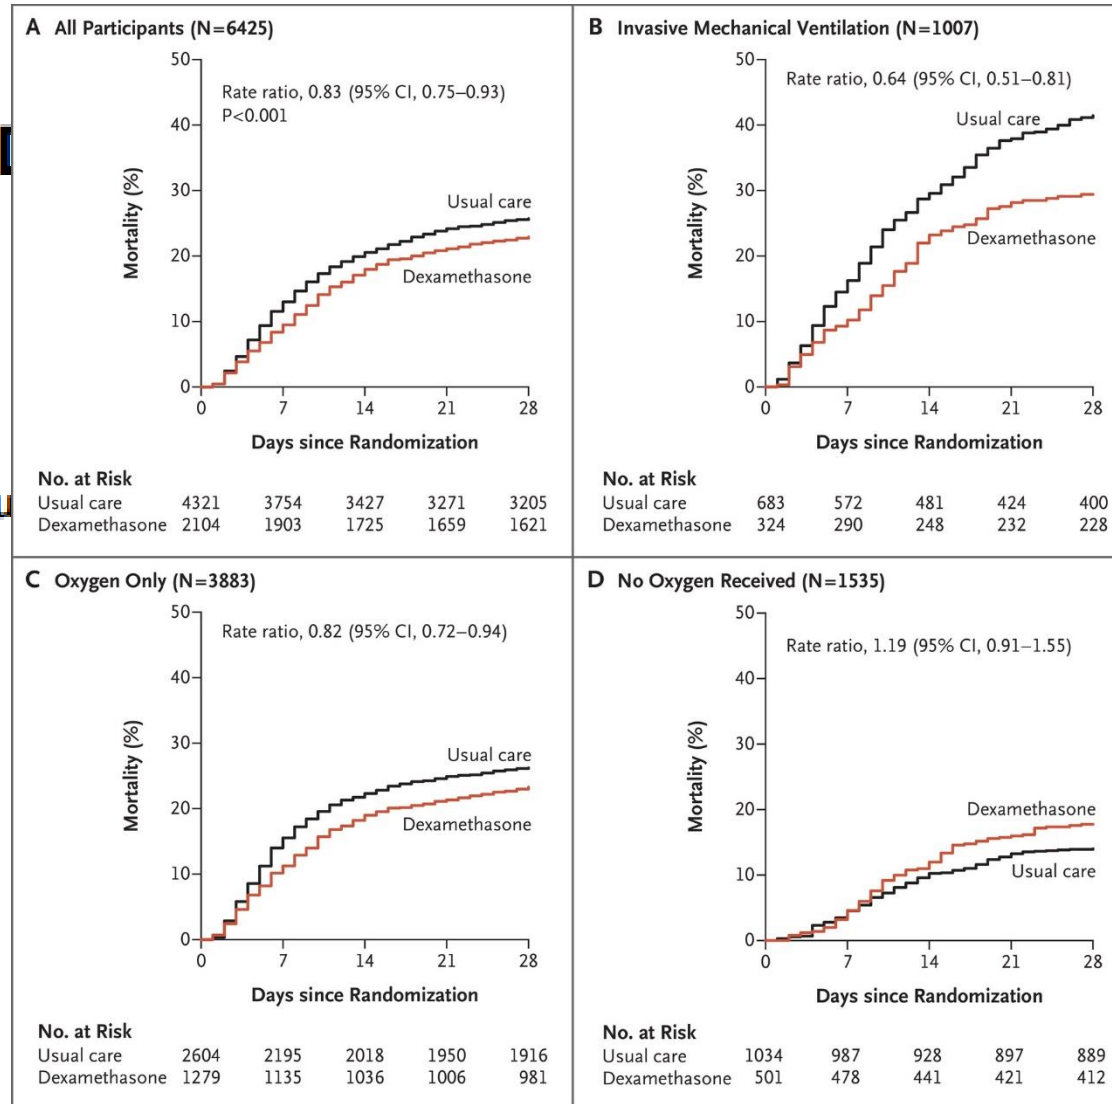 A All Participants (N=6425)
50
40
30
20
10
0
Mortality (%)
Rate ratio, 0.83 (95% CI, 0.75–0.93)
P<0.001
Usual care
Dexamethasone
0 7 14 21 28
Days since Randomization
No. at Risk
Usual care 4321 3754 3427 3271 3205
Dexamethasone 2104 1903 1725 1659 1621
B Invasive Mechanical Ventilation (N=1007)
50
40
30
20
10
0
Mortality (%)
Rate ratio, 0.64 (95% CI, 0.51–0.81)
Usual care
Dexamethasone
0 7 14 21 28
Days since Randomization
No. at Risk
Usual care 683 572 481 424 400
Dexamethasone 324 290 248 232 228
C Oxygen Only (N=3883)
50
40
30
20
10
0
Mortality (%)
Rate ratio, 0.82 (95% CI, 0.72–0.94)
Usual care
Dexamethasone
0 7 14 21 28
Days since Randomization
No. at Risk
Usual care 2604 2195 2018 1950 1916
Dexamethasone 1279 1135 1036 1006 981
D No Oxygen Received (N=1535)
50
40
30
20
10
0
Mortality (%)
Rate ratio, 1.19 (95% CI, 0.91–1.55)
Dexamethasone
Usual care
0 7 14 21 28
Days since Randomization
No. at Risk
Usual care 1034 987 928 897 889
Dexamethasone 501 478 441 421 412